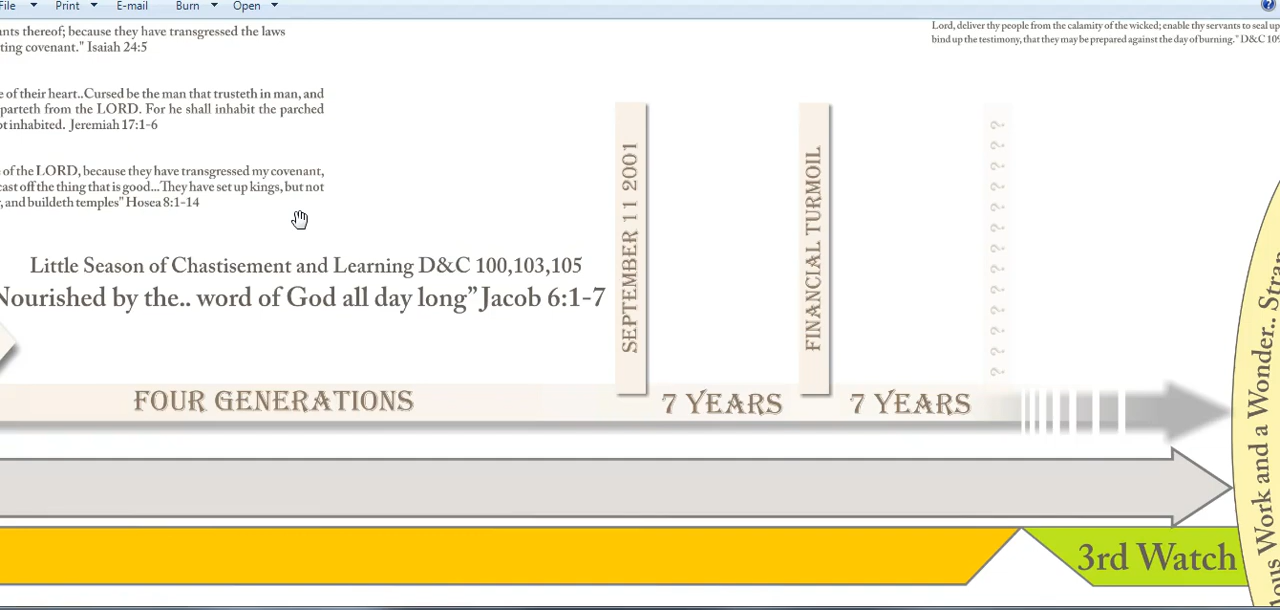 File Print E-mail Burn Open
nts thereof; because they have transgressed the laws
ting covenant." Isaiah 24:5
Lord, deliver thy people from the calamity of the wicked; enable thy servants to seal up
bind up the testimony, that they may be prepared against the day of burning." D&C 109
e of their heart..Cursed be the man that trusteth in man, and
parteth from the LORD. For he shall inhabit the parched
ot inhabited. Jeremiah 17:1-6
e of the LORD, because they have transgressed my covenant,
cast off the thing that is good...They have set up kings, but not
, and buildeth temples" Hosea 8:1-14
Little Season of Chastisement and Learning D&C 100,103,105
Nourished by the.. word of God all day long" Jacob 6:1-7
SEPTEMBER 11 2001
FINANCIAL TURMOIL
? ? ? ? ? ? ? ? ? ? ? ? ?
FOUR GENERATIONS
7 YEARS
7 YEARS
3rd Watch
ous Work and a Wonder.. Stran